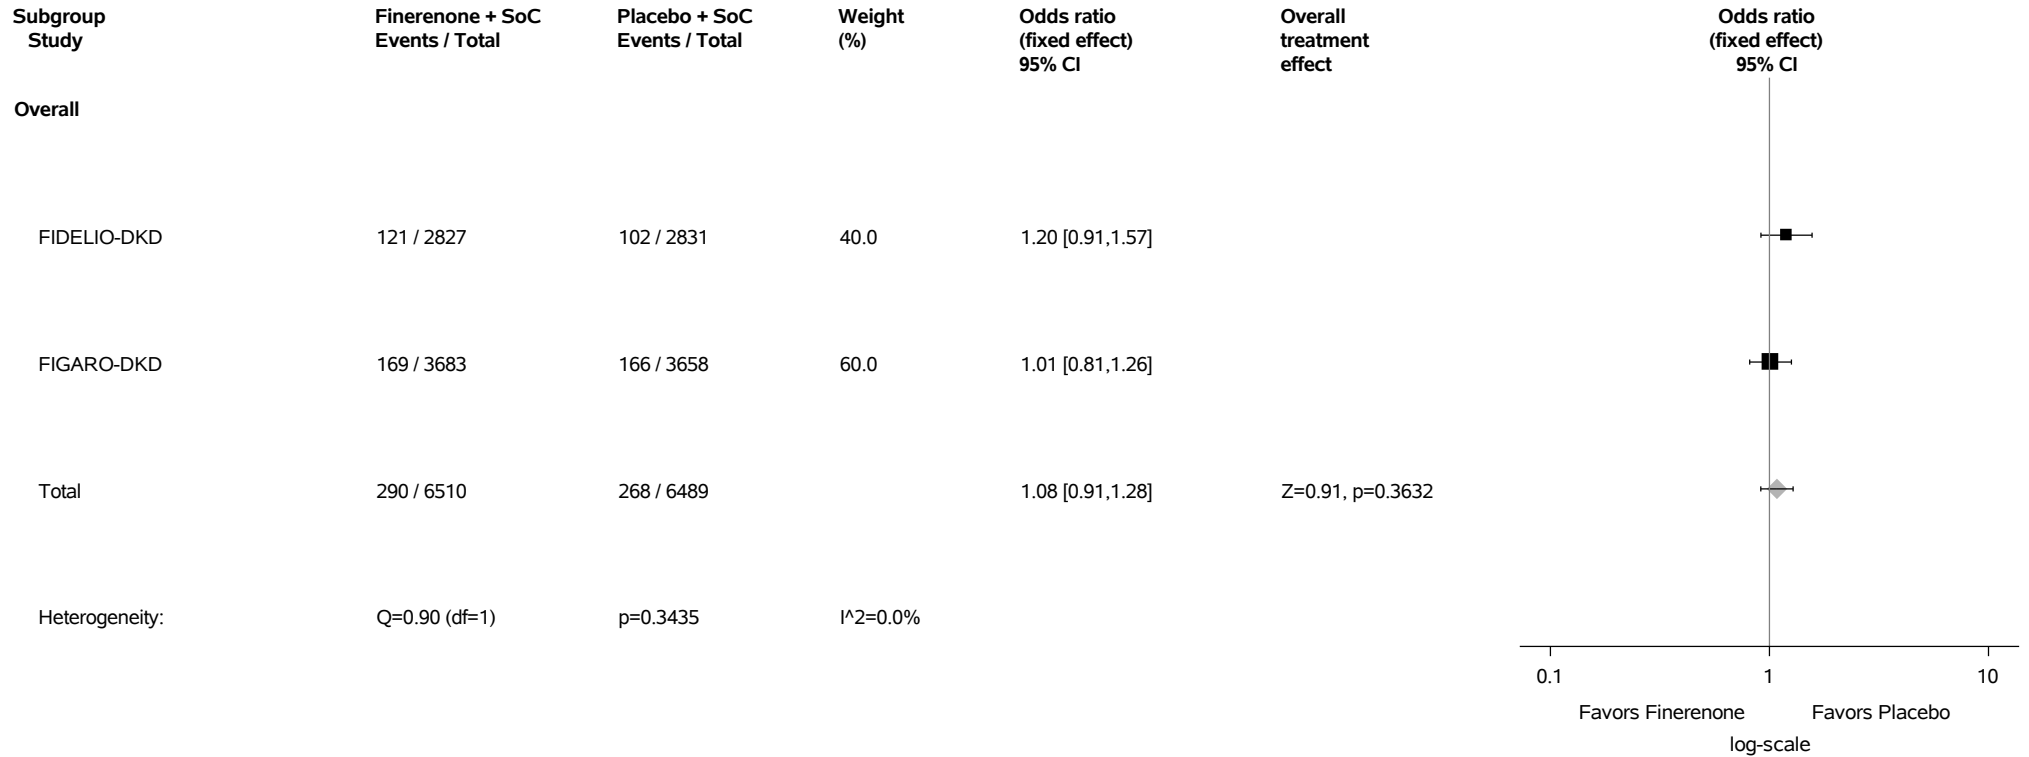 Subgroup Finerenone + SoC Placebo + SoC Weight Odds ratio Overall Odds ratio
Study Events / Total Events / Total (%) (fixed effect) treatment (fixed effect)
95% CI effect 95% CI
Overall
FIDELIO-DKD 121 / 2827 102 / 2831 40.0 1.20 [0.91,1.57]
FIGARO-DKD 169 / 3683 166 / 3658 60.0 1.01 [0.81,1.26]
Total 290 / 6510 268 / 6489 1.08 [0.91,1.28] Z=0.91, p=0.3632
Heterogeneity: Q=0.90 (df=1) p=0.3435 I^2=0.0%
0.1 1 10
Favors Finerenone Favors Placebo
log-scale